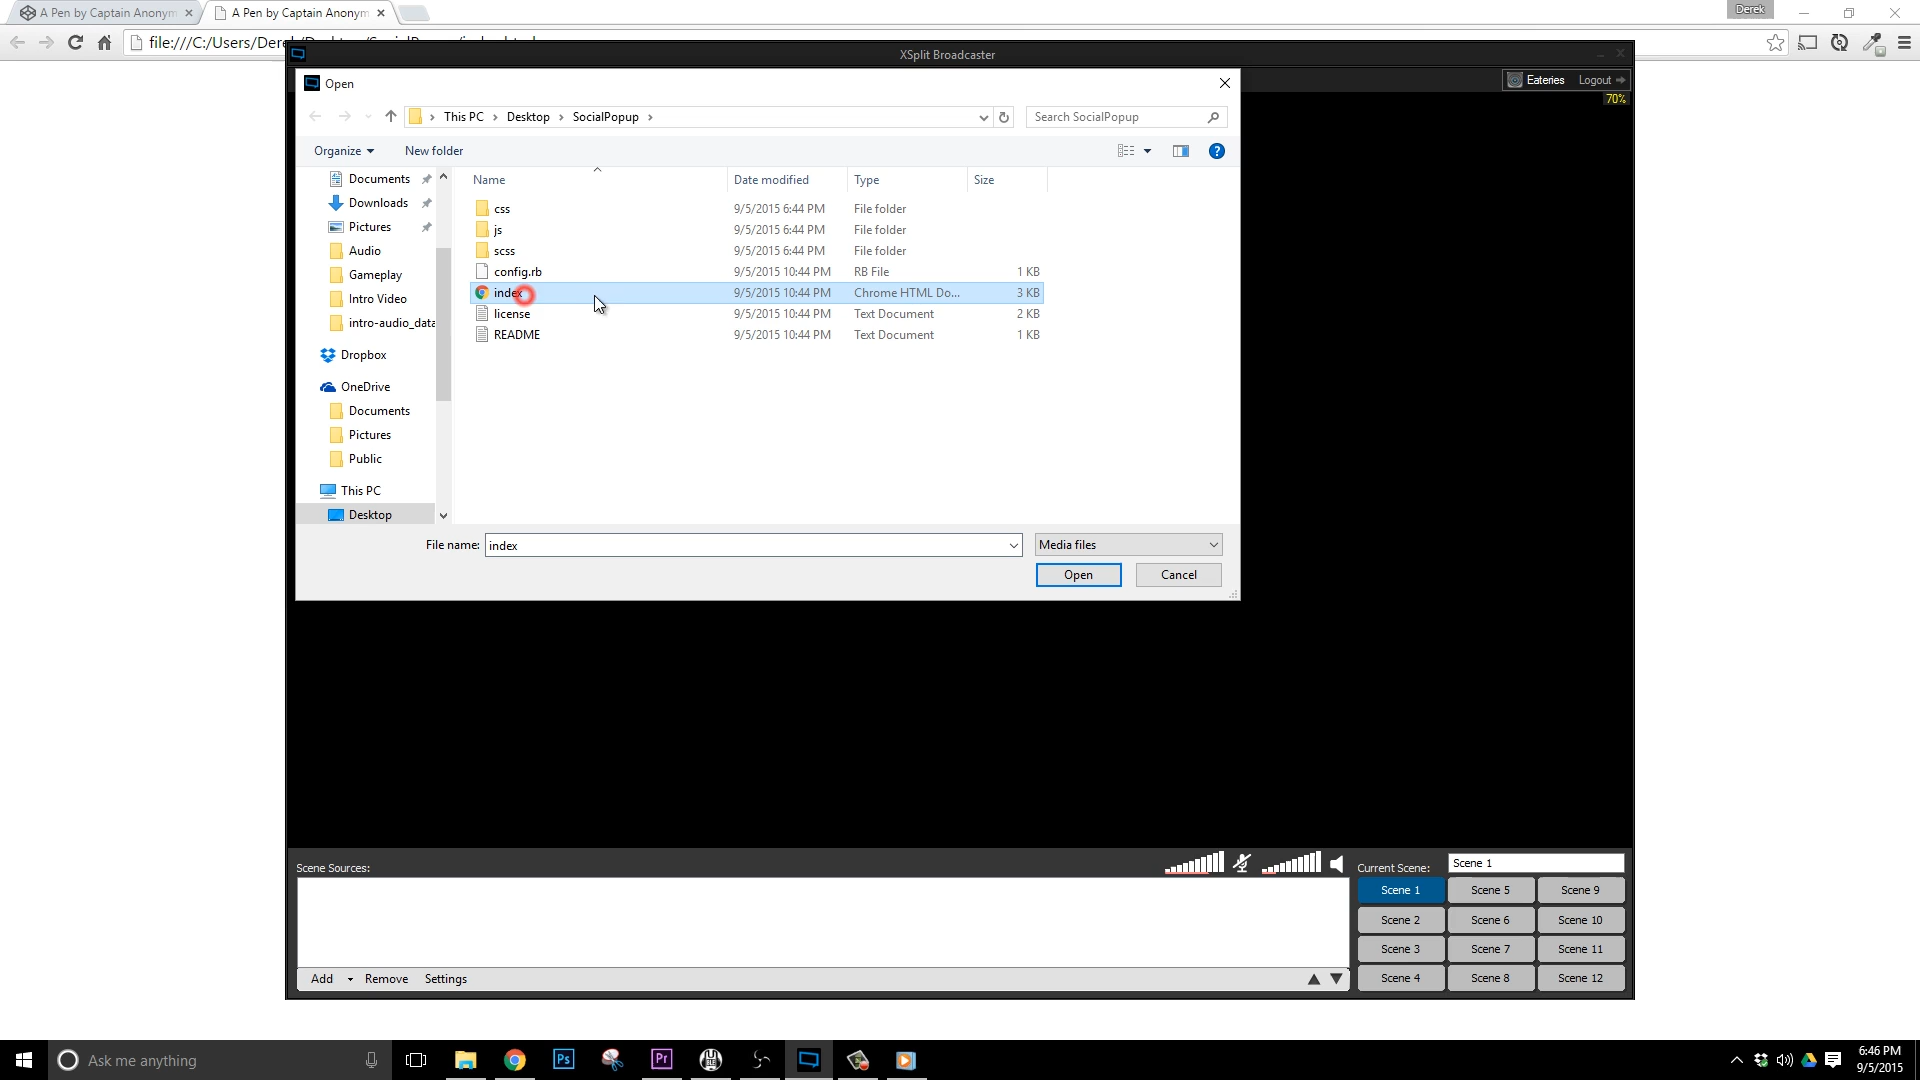 A Pen by Captain Anonym
A Pen by Captain Anonym
Derek
file:///C:/Users/Dere
XSplit Broadcaster
Open
Eateries Logout
70%
This PC > Desktop > SocialPopup >
Search SocialPopup
Organize New folder
Documents
Downloads
Pictures
Audio
Gameplay
Intro Video
intro-audio_data
Dropbox
OneDrive
Documents
Pictures
Public
This PC
Desktop
Name Date modified Type Size
css 9/5/2015 6:44 PM File folder
js 9/5/2015 6:44 PM File folder
scss 9/5/2015 6:44 PM File folder
config.rb 9/5/2015 10:44 PM RB File 1 KB
index 9/5/2015 10:44 PM Chrome HTML Do... 3 KB
license 9/5/2015 10:44 PM Text Document 2 KB
README 9/5/2015 10:44 PM Text Document 1 KB
File name: index Media files
Open Cancel
Scene Sources:
Add Remove Settings
Current Scene: Scene 1
Scene 1 Scene 5 Scene 9
Scene 2 Scene 6 Scene 10
Scene 3 Scene 7 Scene 11
Scene 4 Scene 8 Scene 12
Ask me anything
Ps
Pr
6:46 PM
9/5/2015